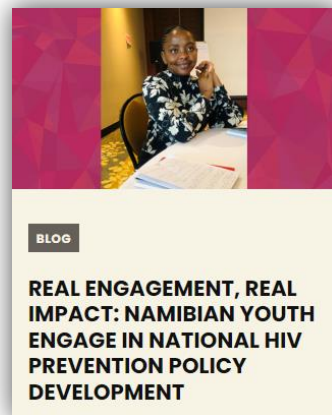 BLOG
REAL ENGAGEMENT, REAL
IMPACT: NAMIBIAN YOUTH
ENGAGE IN NATIONAL HIV
PREVENTION POLICY
DEVELOPMENT